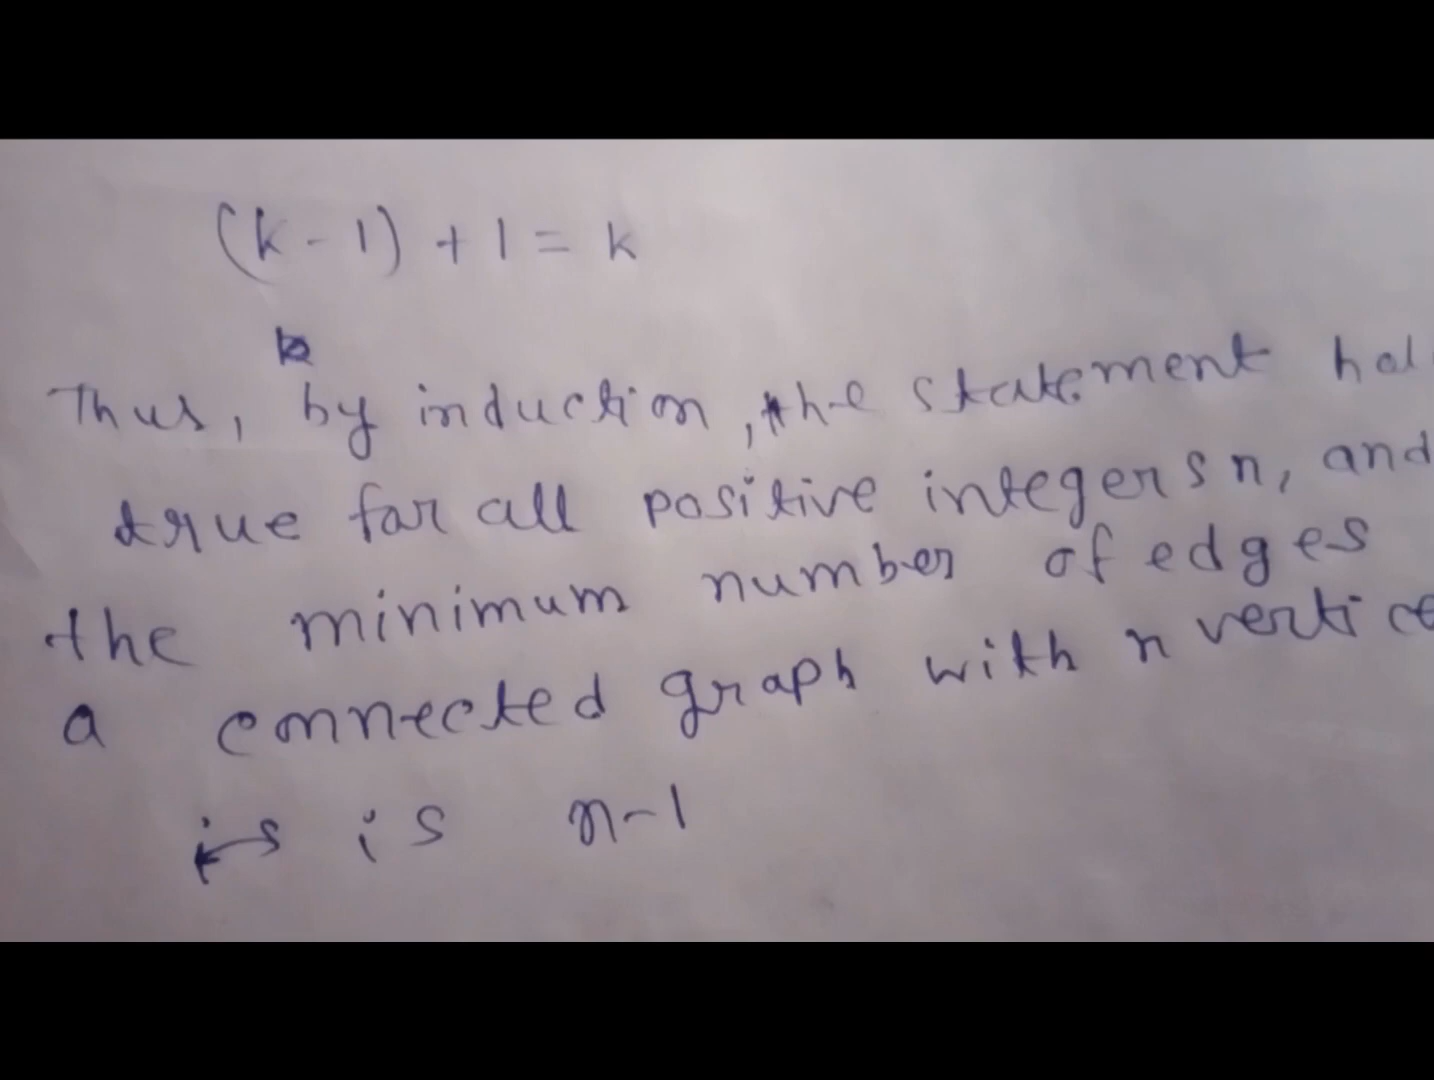 (k-1) + 1 = k
Thus, by induction, the statement hol
true for all positive integers n, and
the minimum number of edges
a connected graph with n vertice
is is n-1